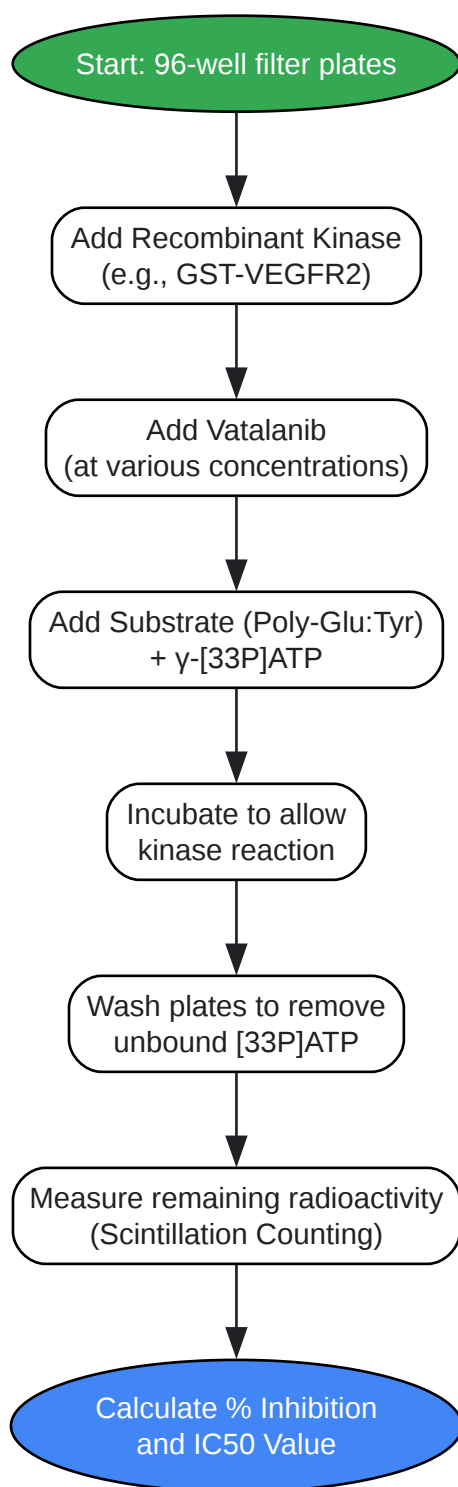 Start: 96-well filter plates
Add Recombinant Kinase
(e.g., GST-VEGFR2)
Add Vatalanib
(at various concentrations)
Add Substrate (Poly-Glu:Tyr)
+ γ-[33P]ATP
Incubate to allow
kinase reaction
Wash plates to remove
unbound [33P]ATP
Measure remaining radioactivity
(Scintillation Counting)
Calculate % Inhibition
and IC50 Value